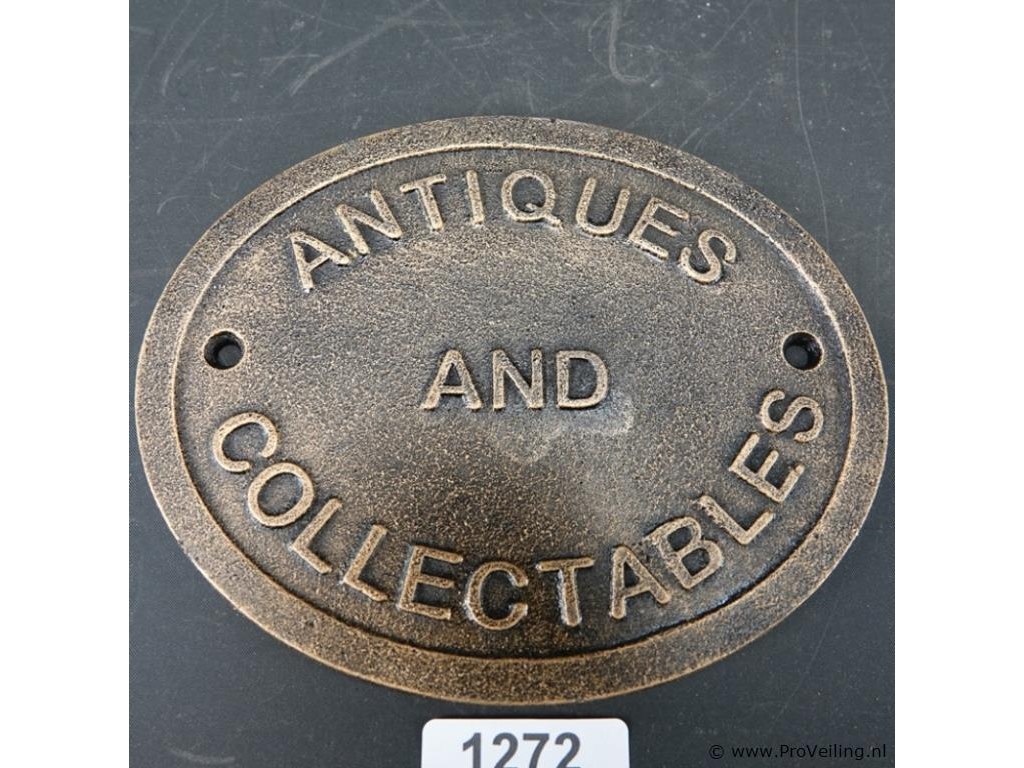 ANTIQUES
AND
COLLECTABLES
1272
© www.ProVeiling.nl